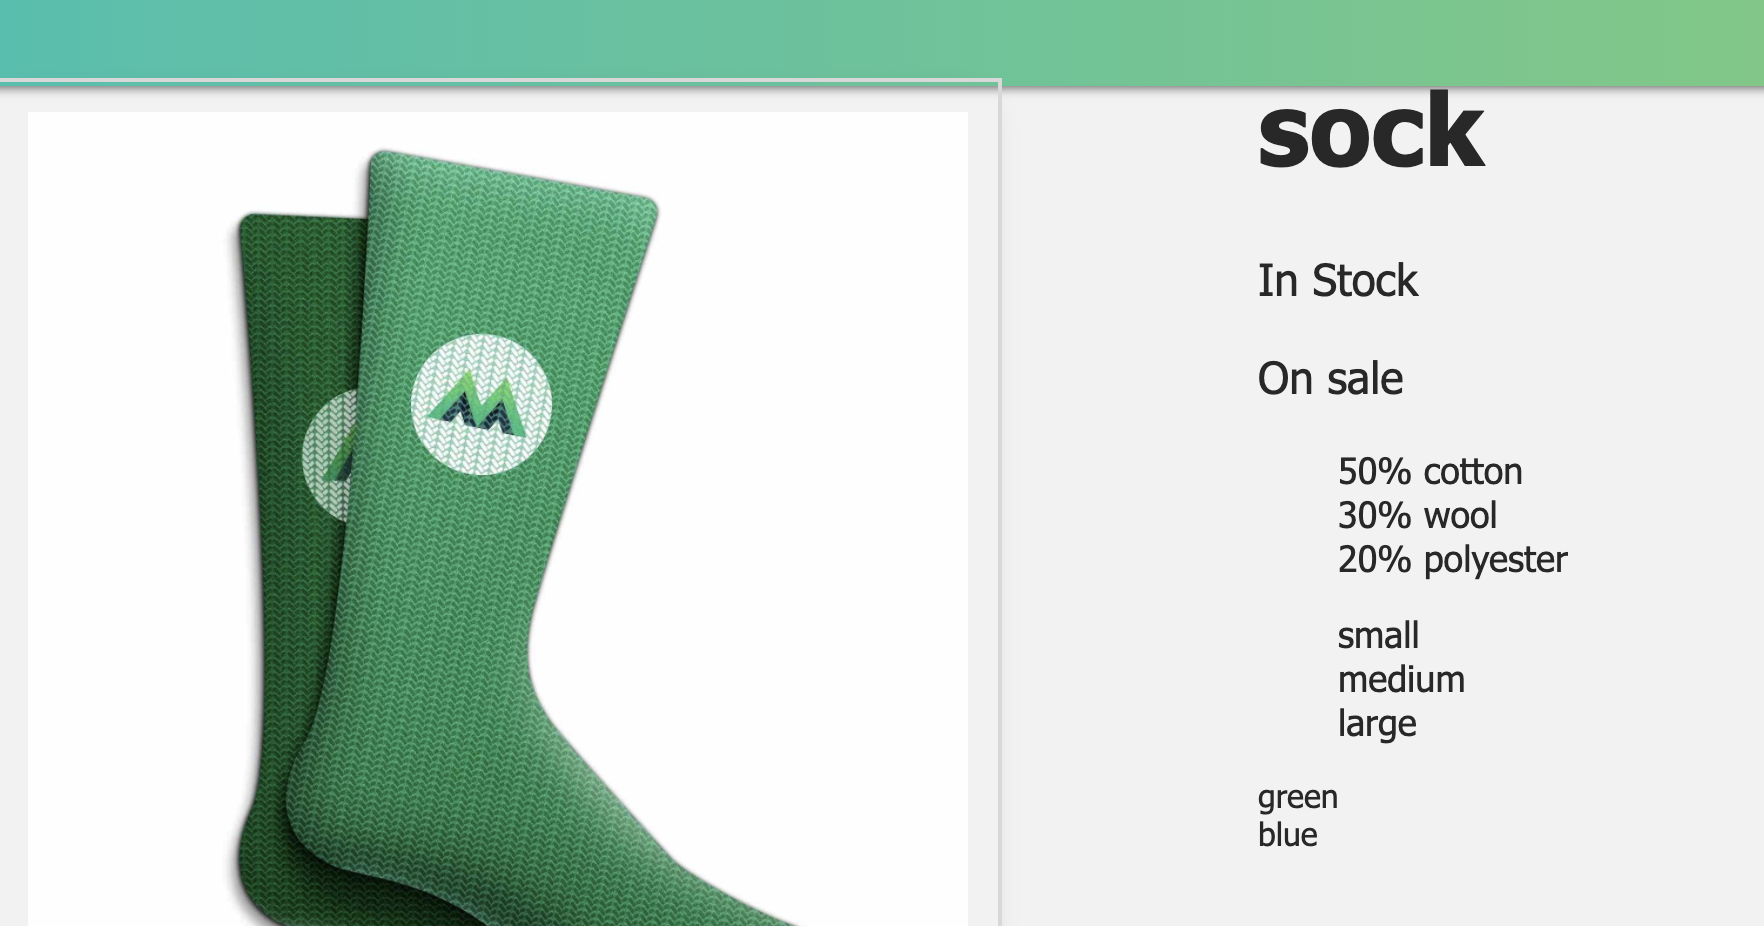 sock
In Stock
On sale
50% cotton
30% wool
20% polyester
small
medium
large
green
blue